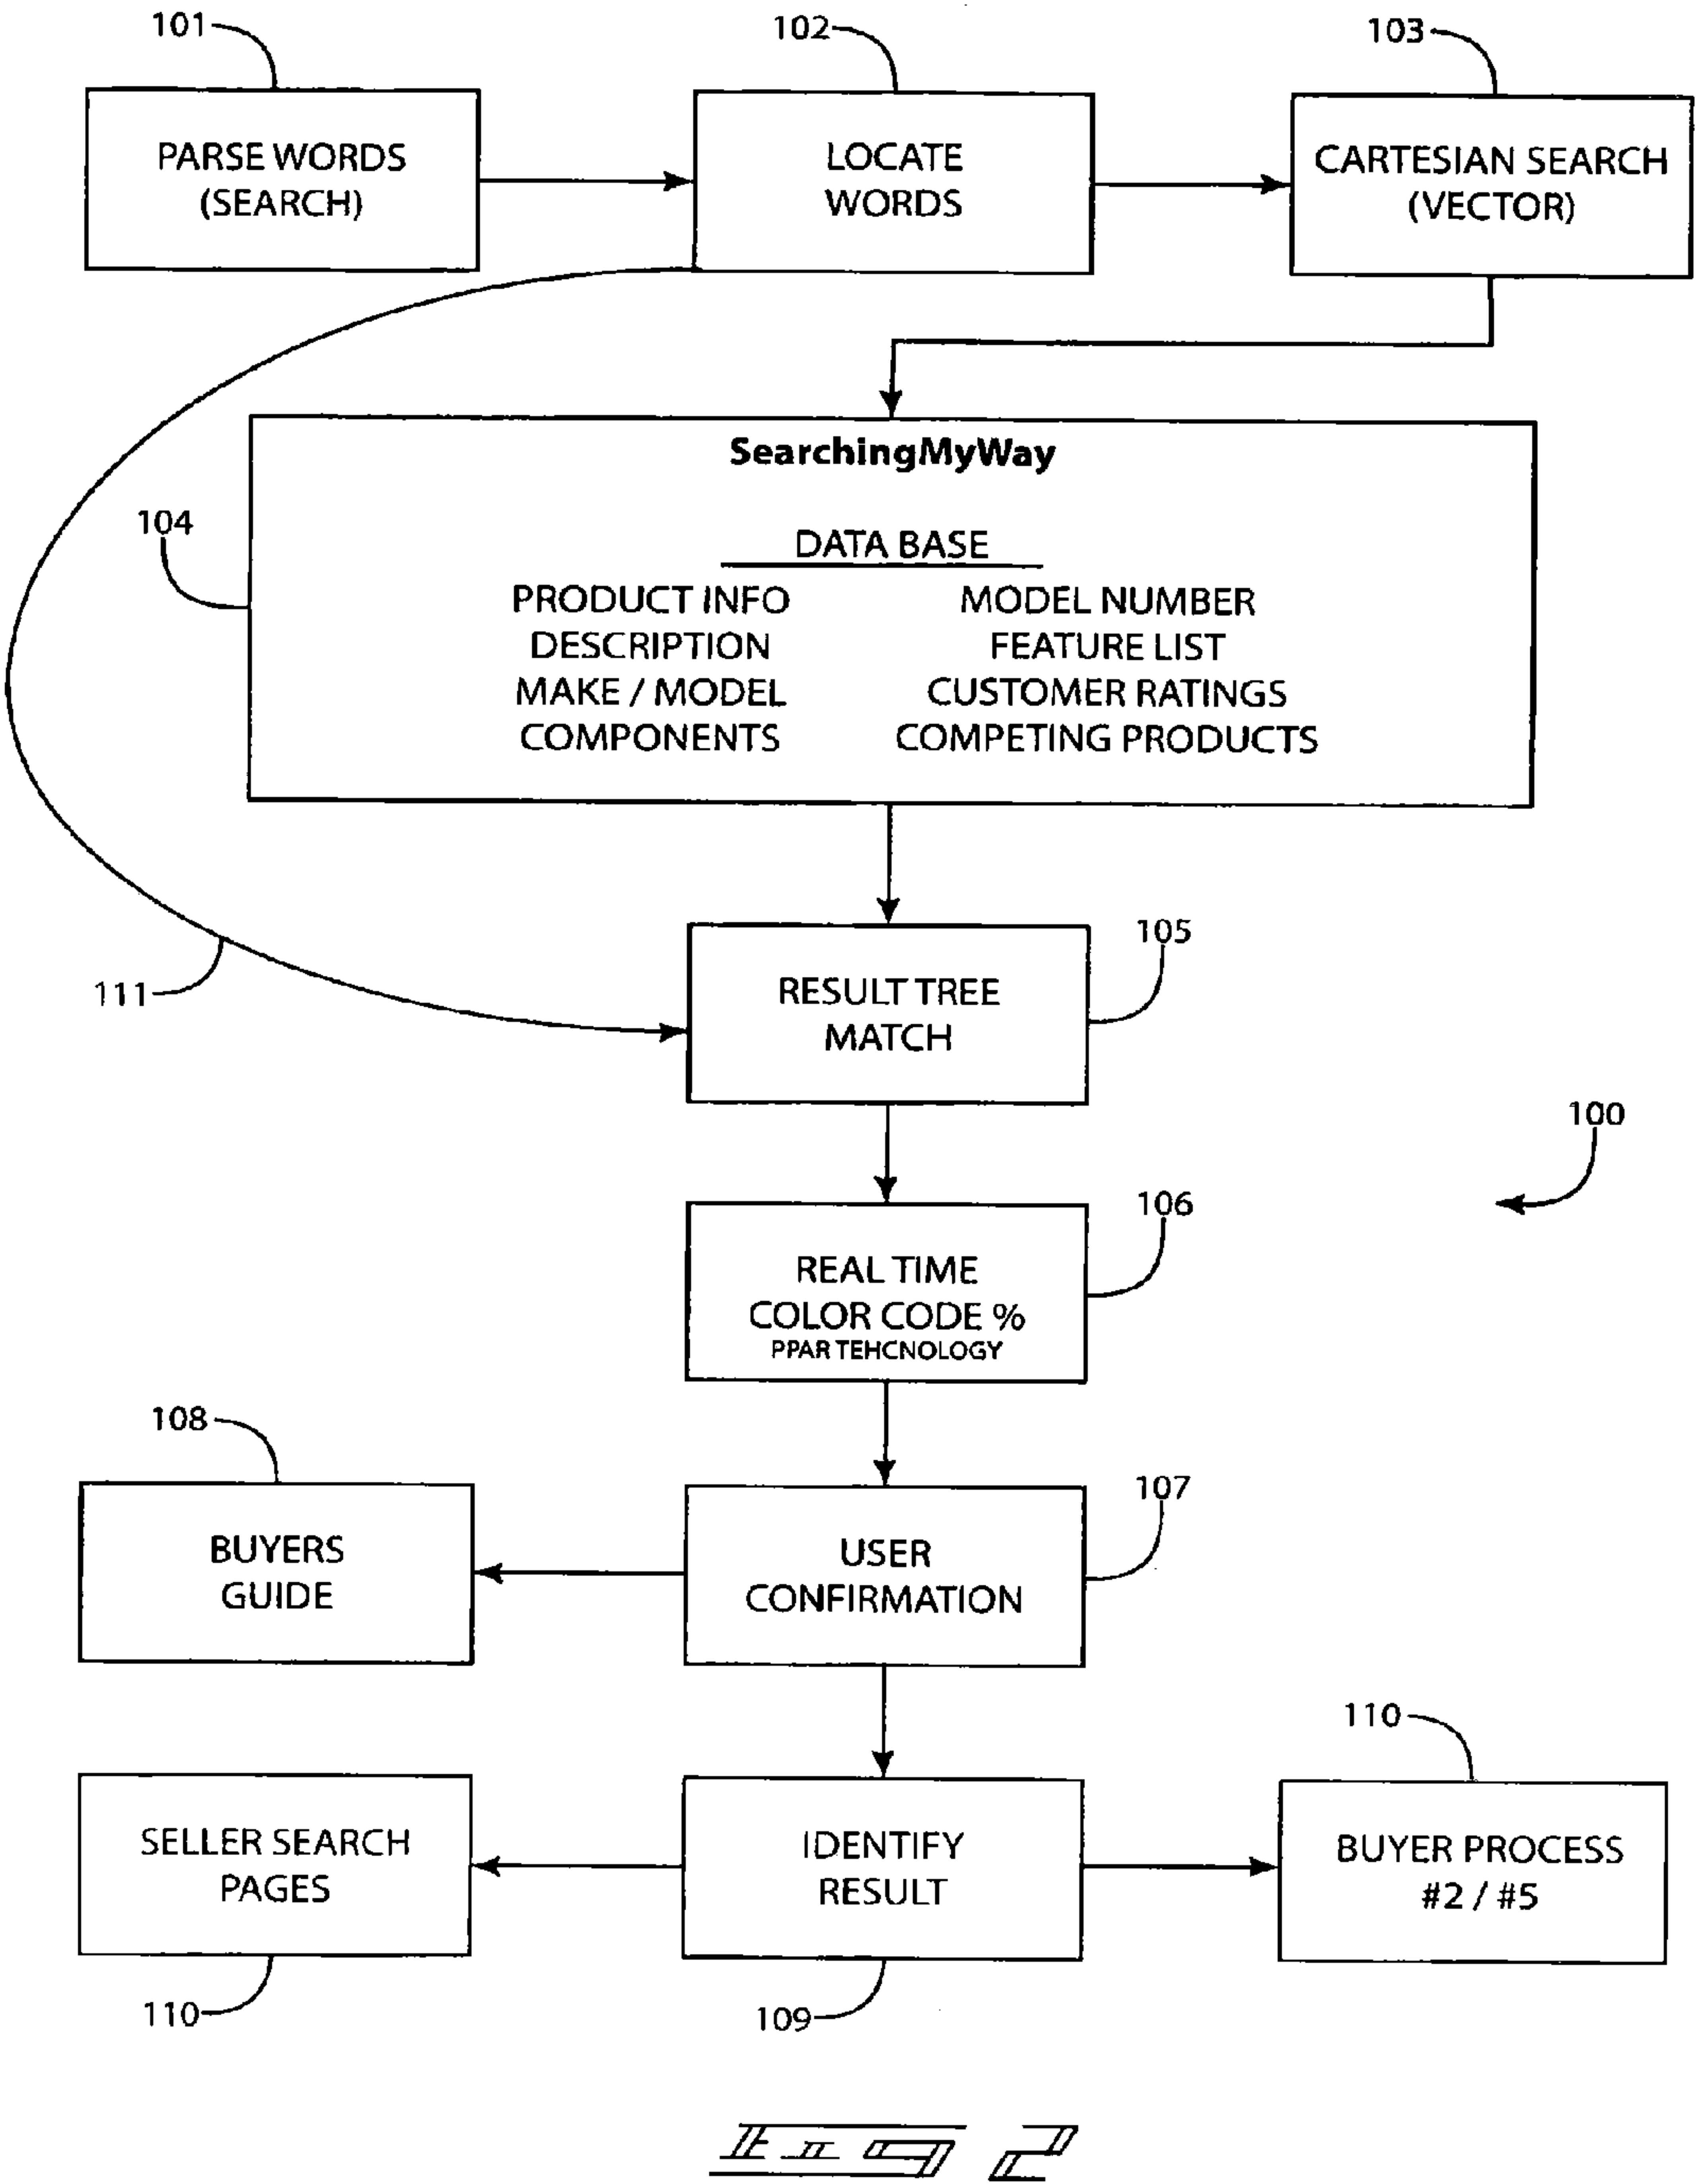 101
102
103
PARSE WORDS
(SEARCH)
LOCATE
WORDS
CARTESIAN SEARCH
(VECTOR)
SearchingMyWay
104
DATA BASE
PRODUCT INFO
DESCRIPTION
MAKE / MODEL
COMPONENTS
MODEL NUMBER
FEATURE LIST
CUSTOMER RATINGS
COMPETING PRODUCTS
111
105
RESULT TREE
MATCH
100
106
REAL TIME
COLOR CODE %
PPAR TEHCNOLOGY
108
107
BUYERS
GUIDE
USER
CONFIRMATION
110
SELLER SEARCH
PAGES
IDENTIFY
RESULT
BUYER PROCESS
#2 / #5
110
109
FIG 2